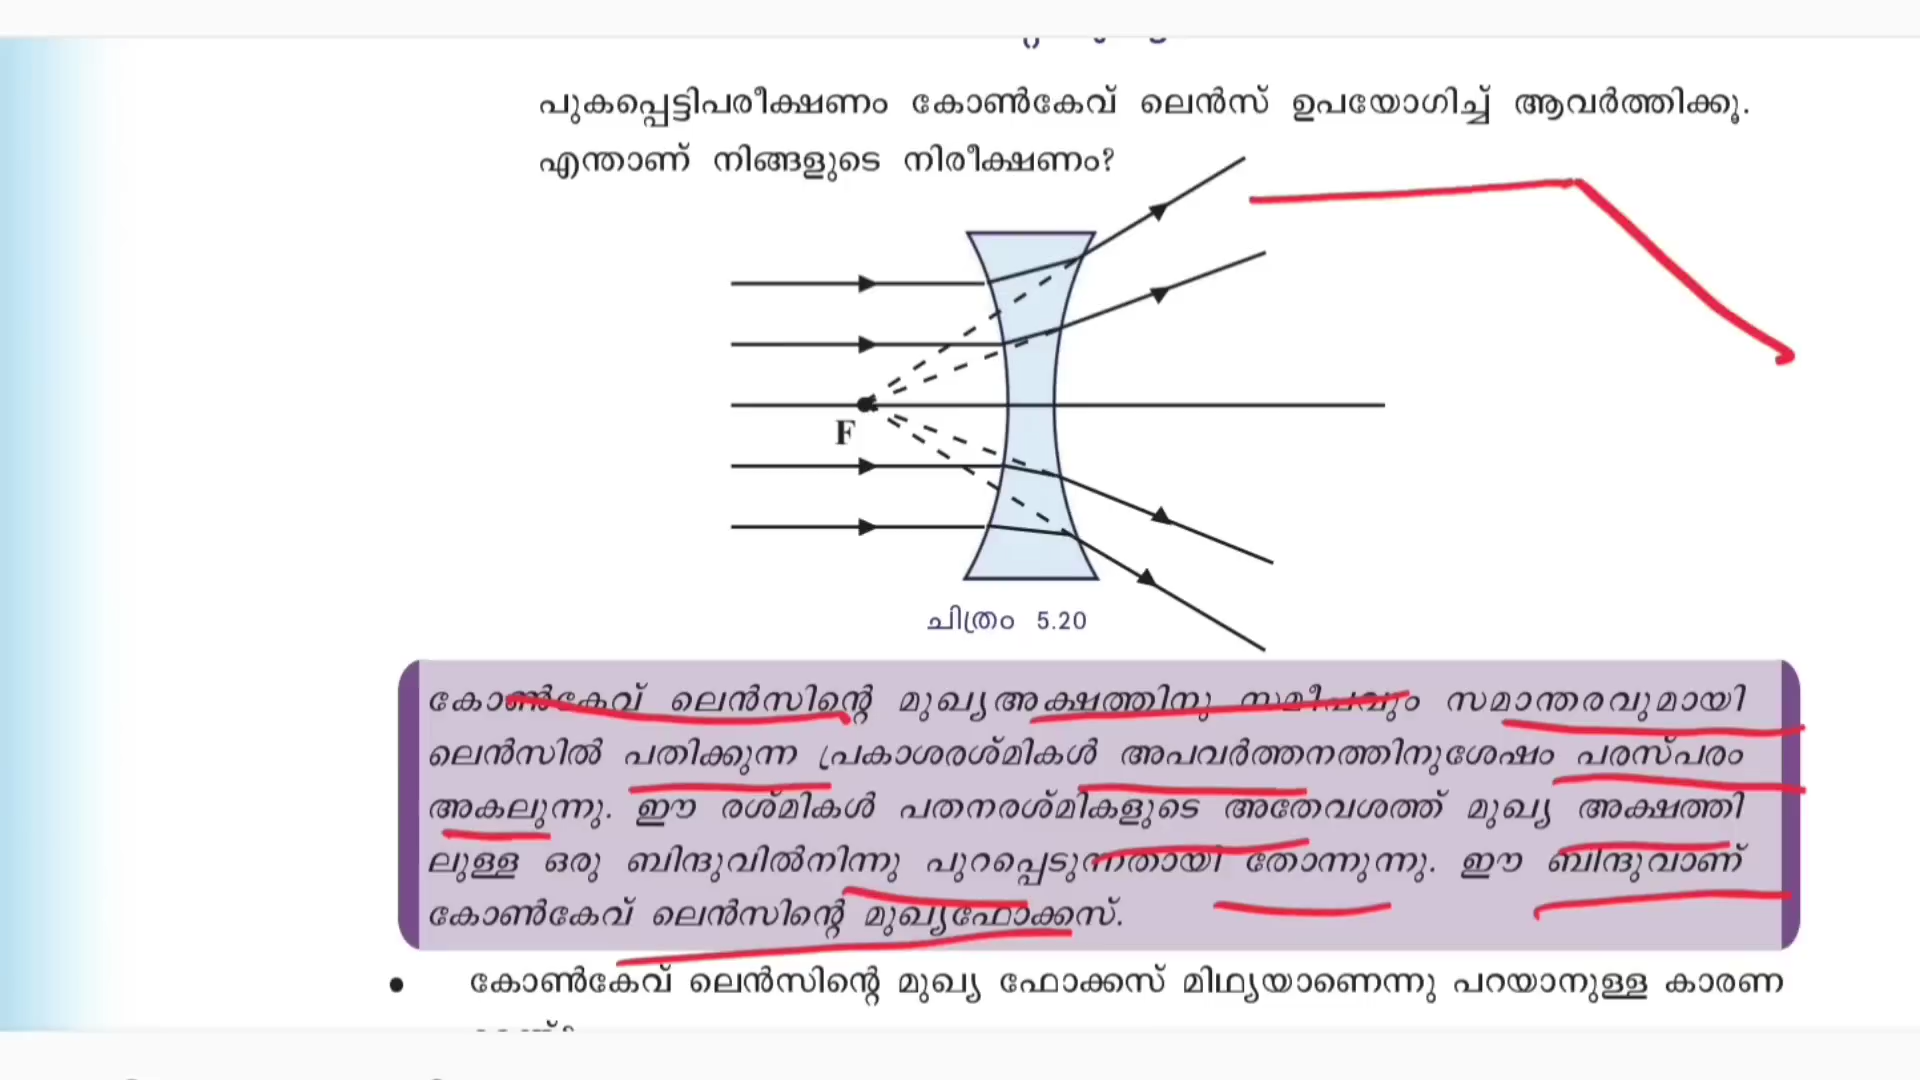 പുകപ്പെട്ടിപരീക്ഷണം കോൺകേവ് ലെൻസ് ഉപയോഗിച്ച് ആവർത്തിക്കൂ.
എന്താണ് നിങ്ങളുടെ നിരീക്ഷണം?
F
ചിത്രം 5.20
കോൺകേവ് ലെൻസിന്റെ മുഖ്യഅക്ഷത്തിനു സമീപവും സമാന്തരവുമായി
ലെൻസിൽ പതിക്കുന്ന പ്രകാശരശ്മികൾ അപവർത്തനത്തിനുശേഷം പരസ്പരം
അകലുന്നു. ഈ രശ്മികൾ പതനരശ്മികളുടെ അതേവശത്ത് മുഖ്യ അക്ഷത്തി
ലുള്ള ഒരു ബിന്ദുവിൽനിന്നു പുറപ്പെടുന്നതായി തോന്നുന്നു. ഈ ബിന്ദുവാണ്
കോൺകേവ് ലെൻസിന്റെ മുഖ്യഫോക്കസ്.
• കോൺകേവ് ലെൻസിന്റെ മുഖ്യ ഫോക്കസ് മിഥ്യയാണെന്നു പറയാനുള്ള കാരണ